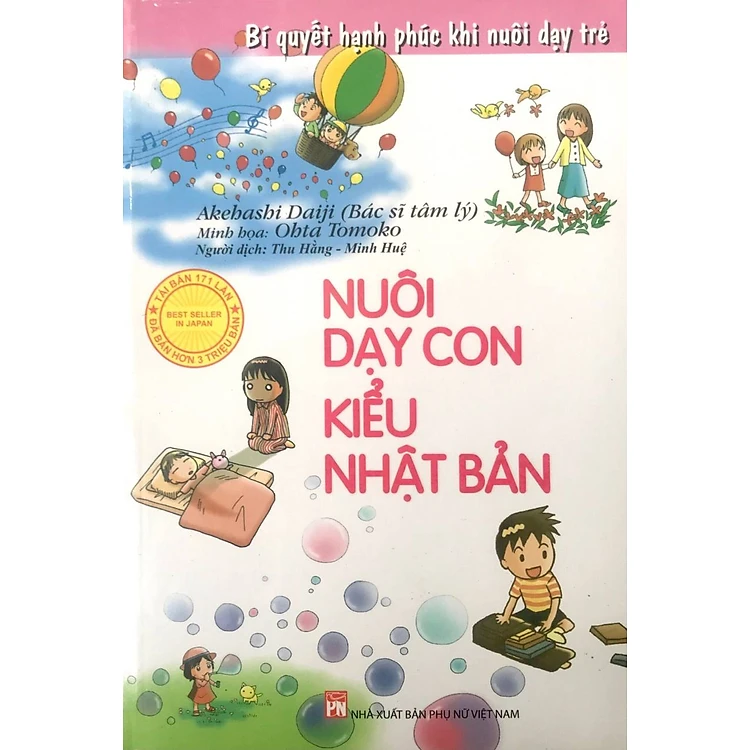 Bí quyết hạnh phúc khi nuôi dạy trẻ
Akehashi Daiji (Bác sĩ tâm lý)
Minh họa: Ohta Tomoko
Người dịch: Thu Hằng - Minh Huệ
TÁI BẢN 171 LẦN
BEST SELLER
IN JAPAN
ĐÃ BÁN HƠN 3 TRIỆU BẢN
NUÔI
DẠY CON
KIỂU
NHẬT BẢN
PN
NHÀ XUẤT BẢN PHỤ NỮ VIỆT NAM